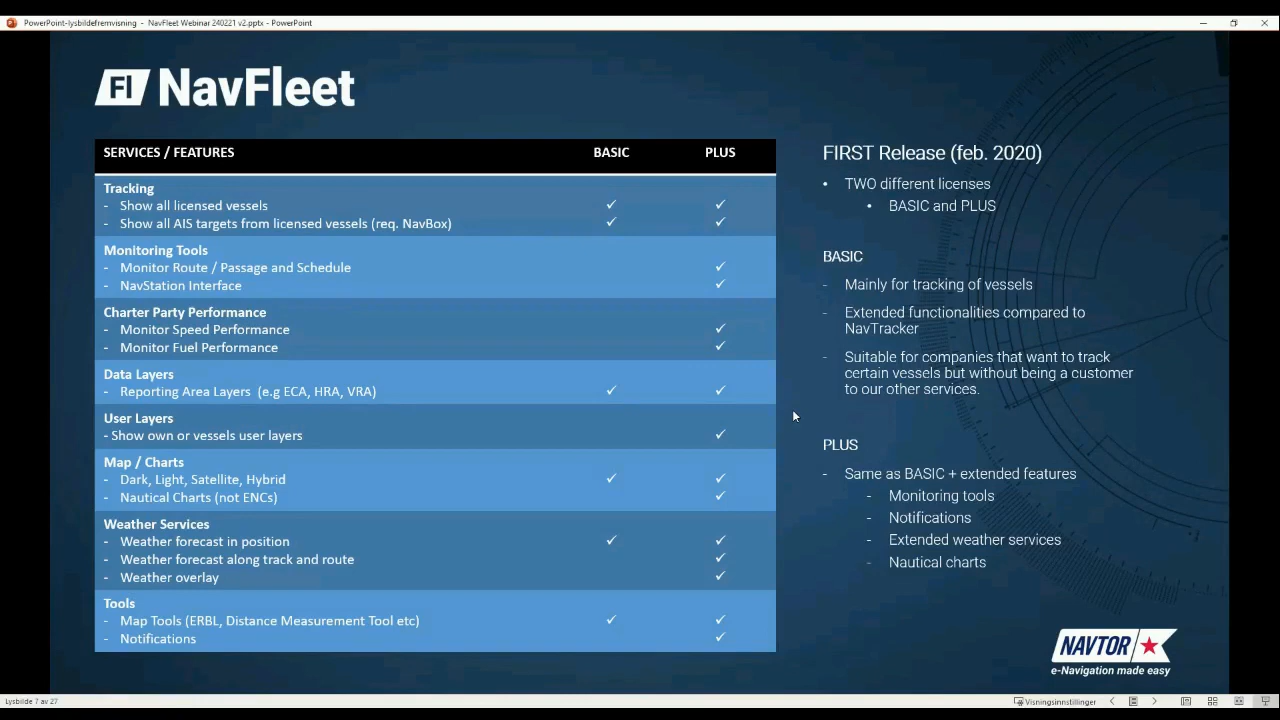 PowerPoint-lysbildefremvisning - NavFleet Webinar 240221 v2.pptx - PowerPoint
Fl NavFleet
SERVICES / FEATURES BASIC PLUS
Tracking
- Show all licensed vessels ✓ ✓
- Show all AIS targets from licensed vessels (req. NavBox) ✓ ✓
Monitoring Tools
- Monitor Route / Passage and Schedule ✓
- NavStation Interface ✓
Charter Party Performance
- Monitor Speed Performance ✓
- Monitor Fuel Performance ✓
Data Layers
- Reporting Area Layers (e.g ECA, HRA, VRA) ✓ ✓
User Layers
- Show own or vessels user layers ✓
Map / Charts
- Dark, Light, Satellite, Hybrid ✓ ✓
- Nautical Charts (not ENCs) ✓
Weather Services
- Weather forecast in position ✓ ✓
- Weather forecast along track and route ✓
- Weather overlay ✓
Tools
- Map Tools (ERBL, Distance Measurement Tool etc) ✓ ✓
- Notifications ✓
FIRST Release (feb. 2020)
• TWO different licenses
• BASIC and PLUS
BASIC
- Mainly for tracking of vessels
- Extended functionalities compared to
NavTracker
- Suitable for companies that want to track
certain vessels but without being a customer
to our other services.
PLUS
- Same as BASIC + extended features
- Monitoring tools
- Notifications
- Extended weather services
- Nautical charts
NAVTOR
e-Navigation made easy
Lysbilde 7 av 27
Visningsinnstillinger